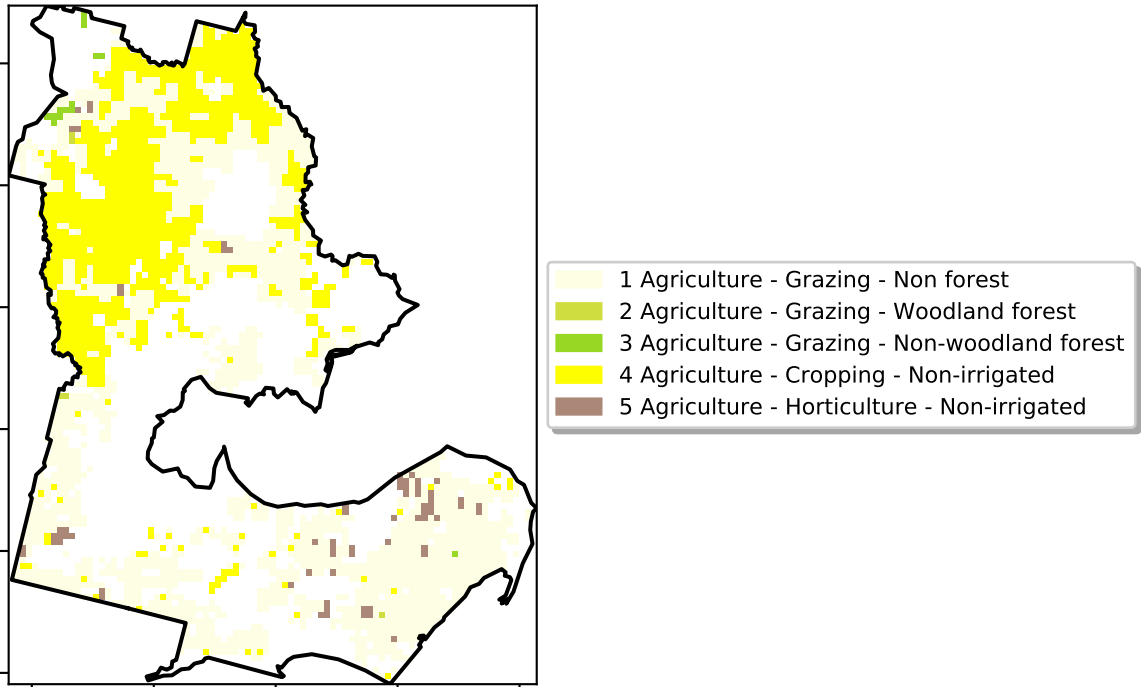 1 Agriculture - Grazing - Non forest
2 Agriculture - Grazing - Woodland forest
3 Agriculture - Grazing - Non-woodland forest
4 Agriculture - Cropping - Non-irrigated
5 Agriculture - Horticulture - Non-irrigated